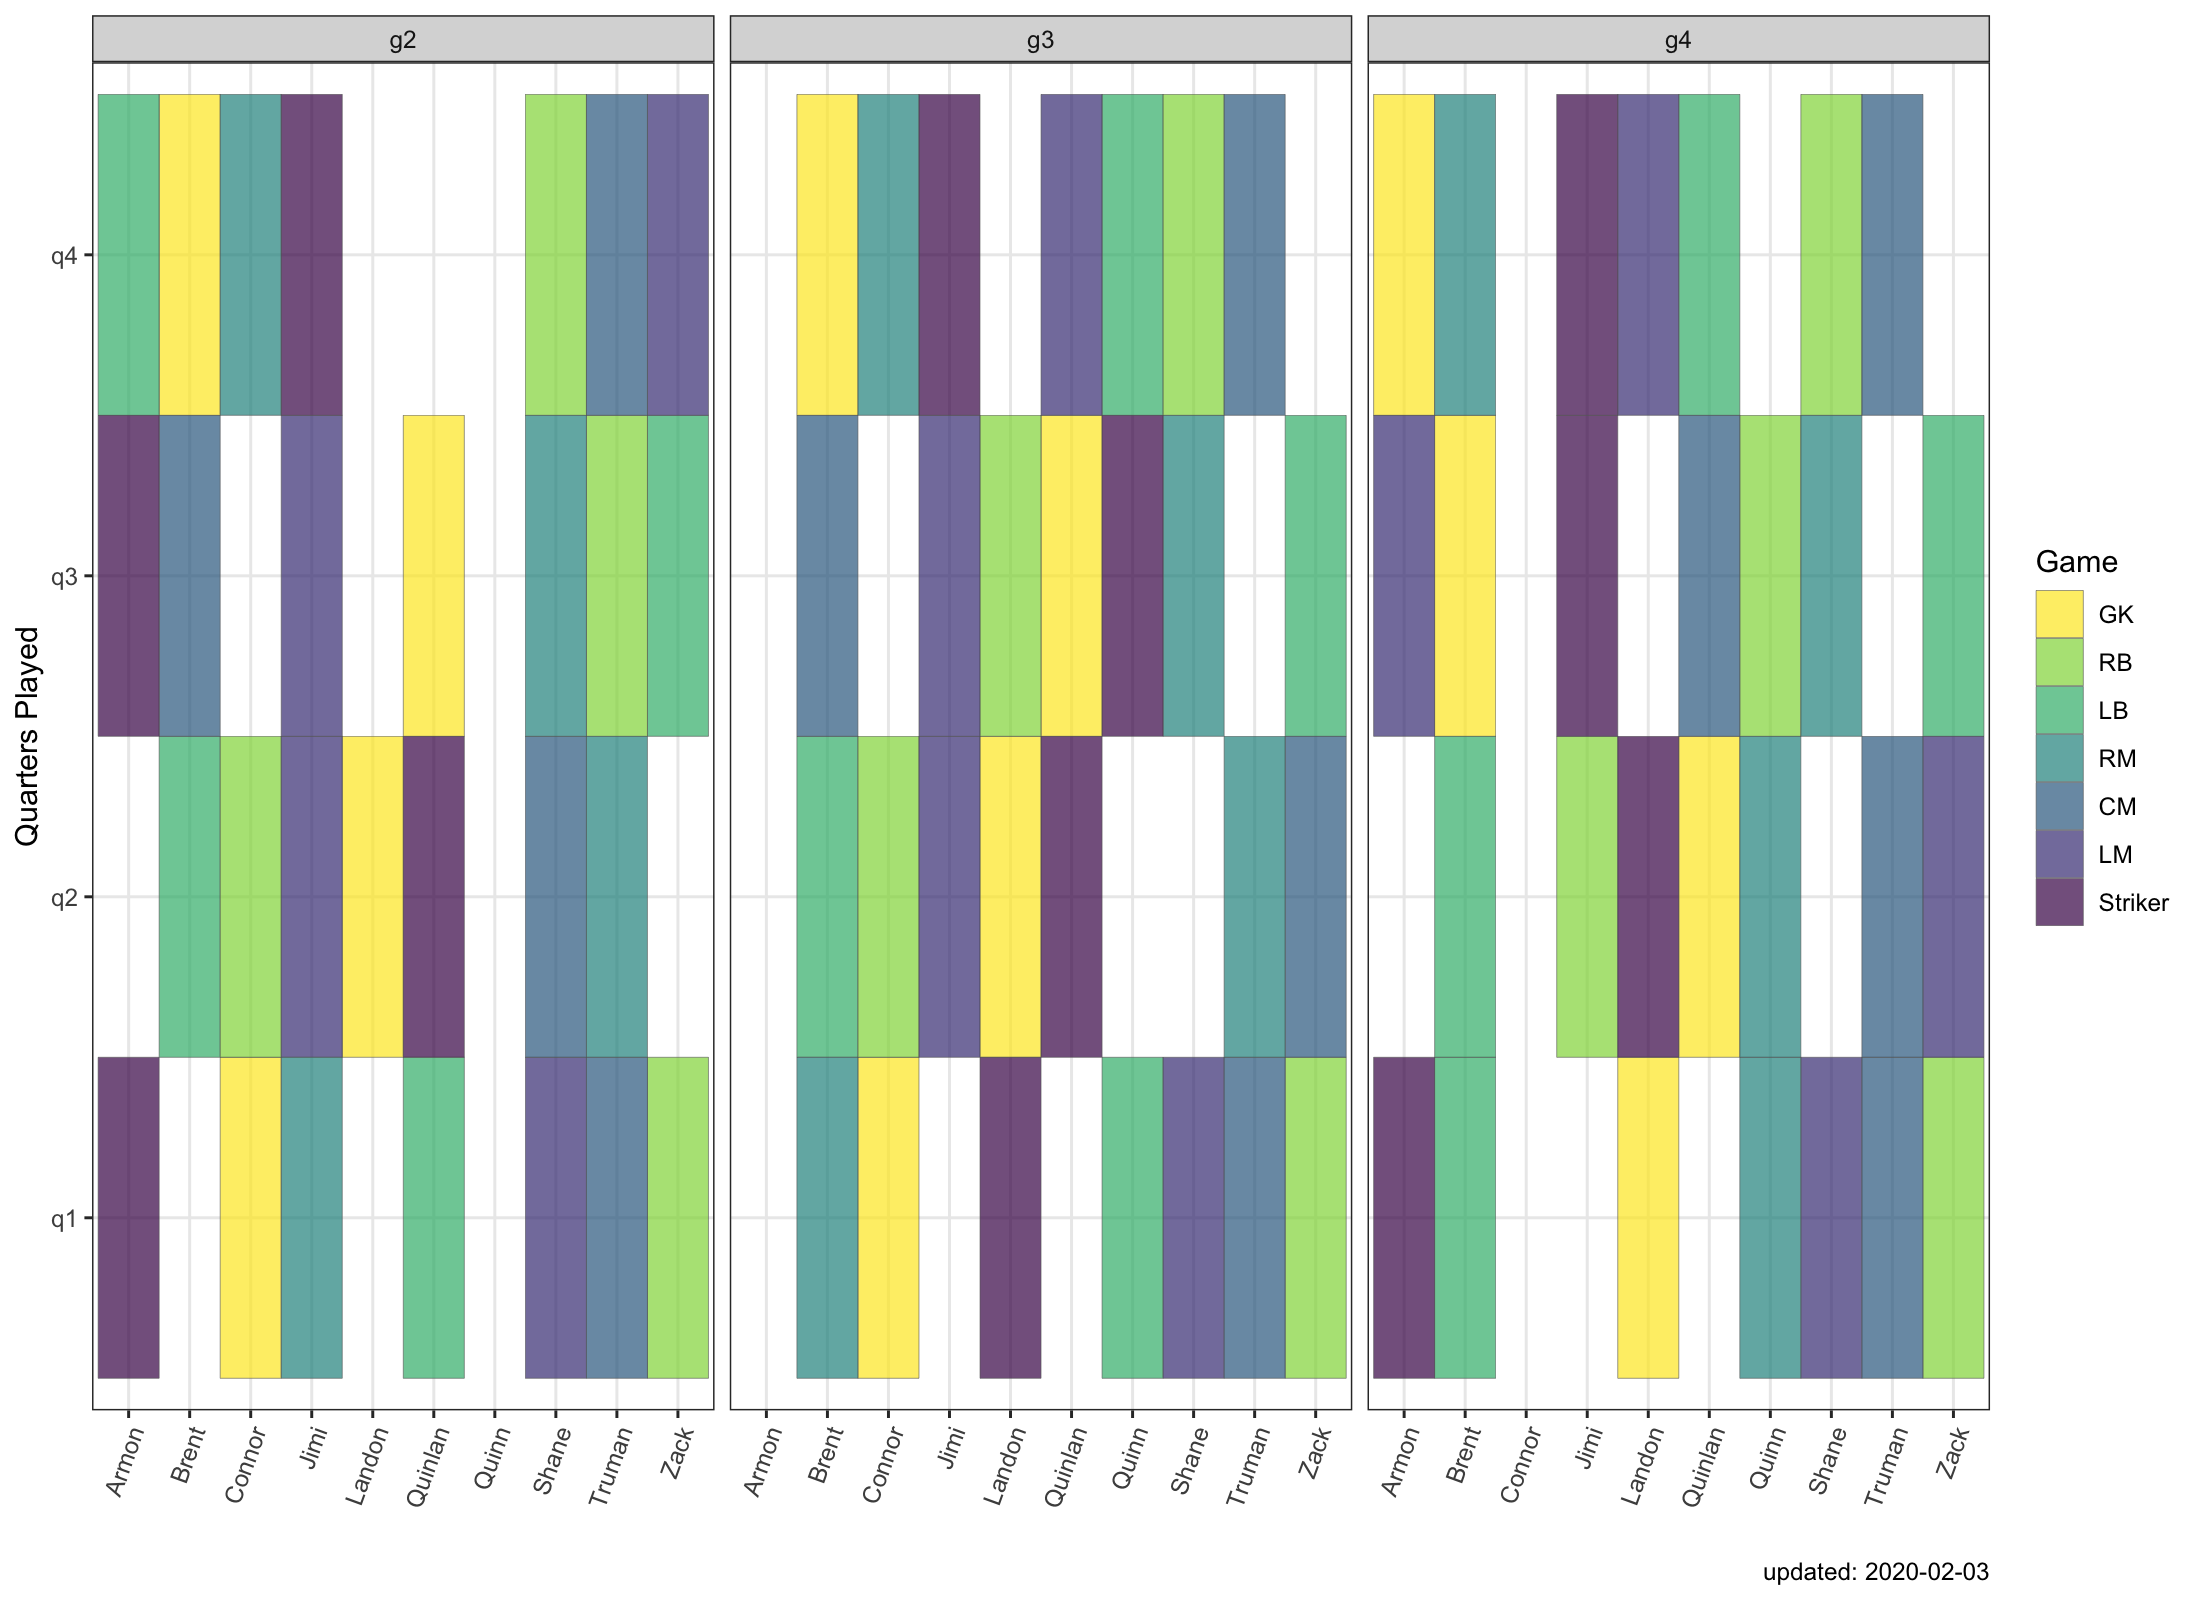 g2 g3 g4
Quarters Played
q4
q3
q2
q1
Armon Brent Connor Jimi Landon Quinlan Quinn Shane Truman Zack
Armon Brent Connor Jimi Landon Quinlan Quinn Shane Truman Zack
Armon Brent Connor Jimi Landon Quinlan Quinn Shane Truman Zack
Game
GK
RB
LB
RM
CM
LM
Striker
updated: 2020-02-03